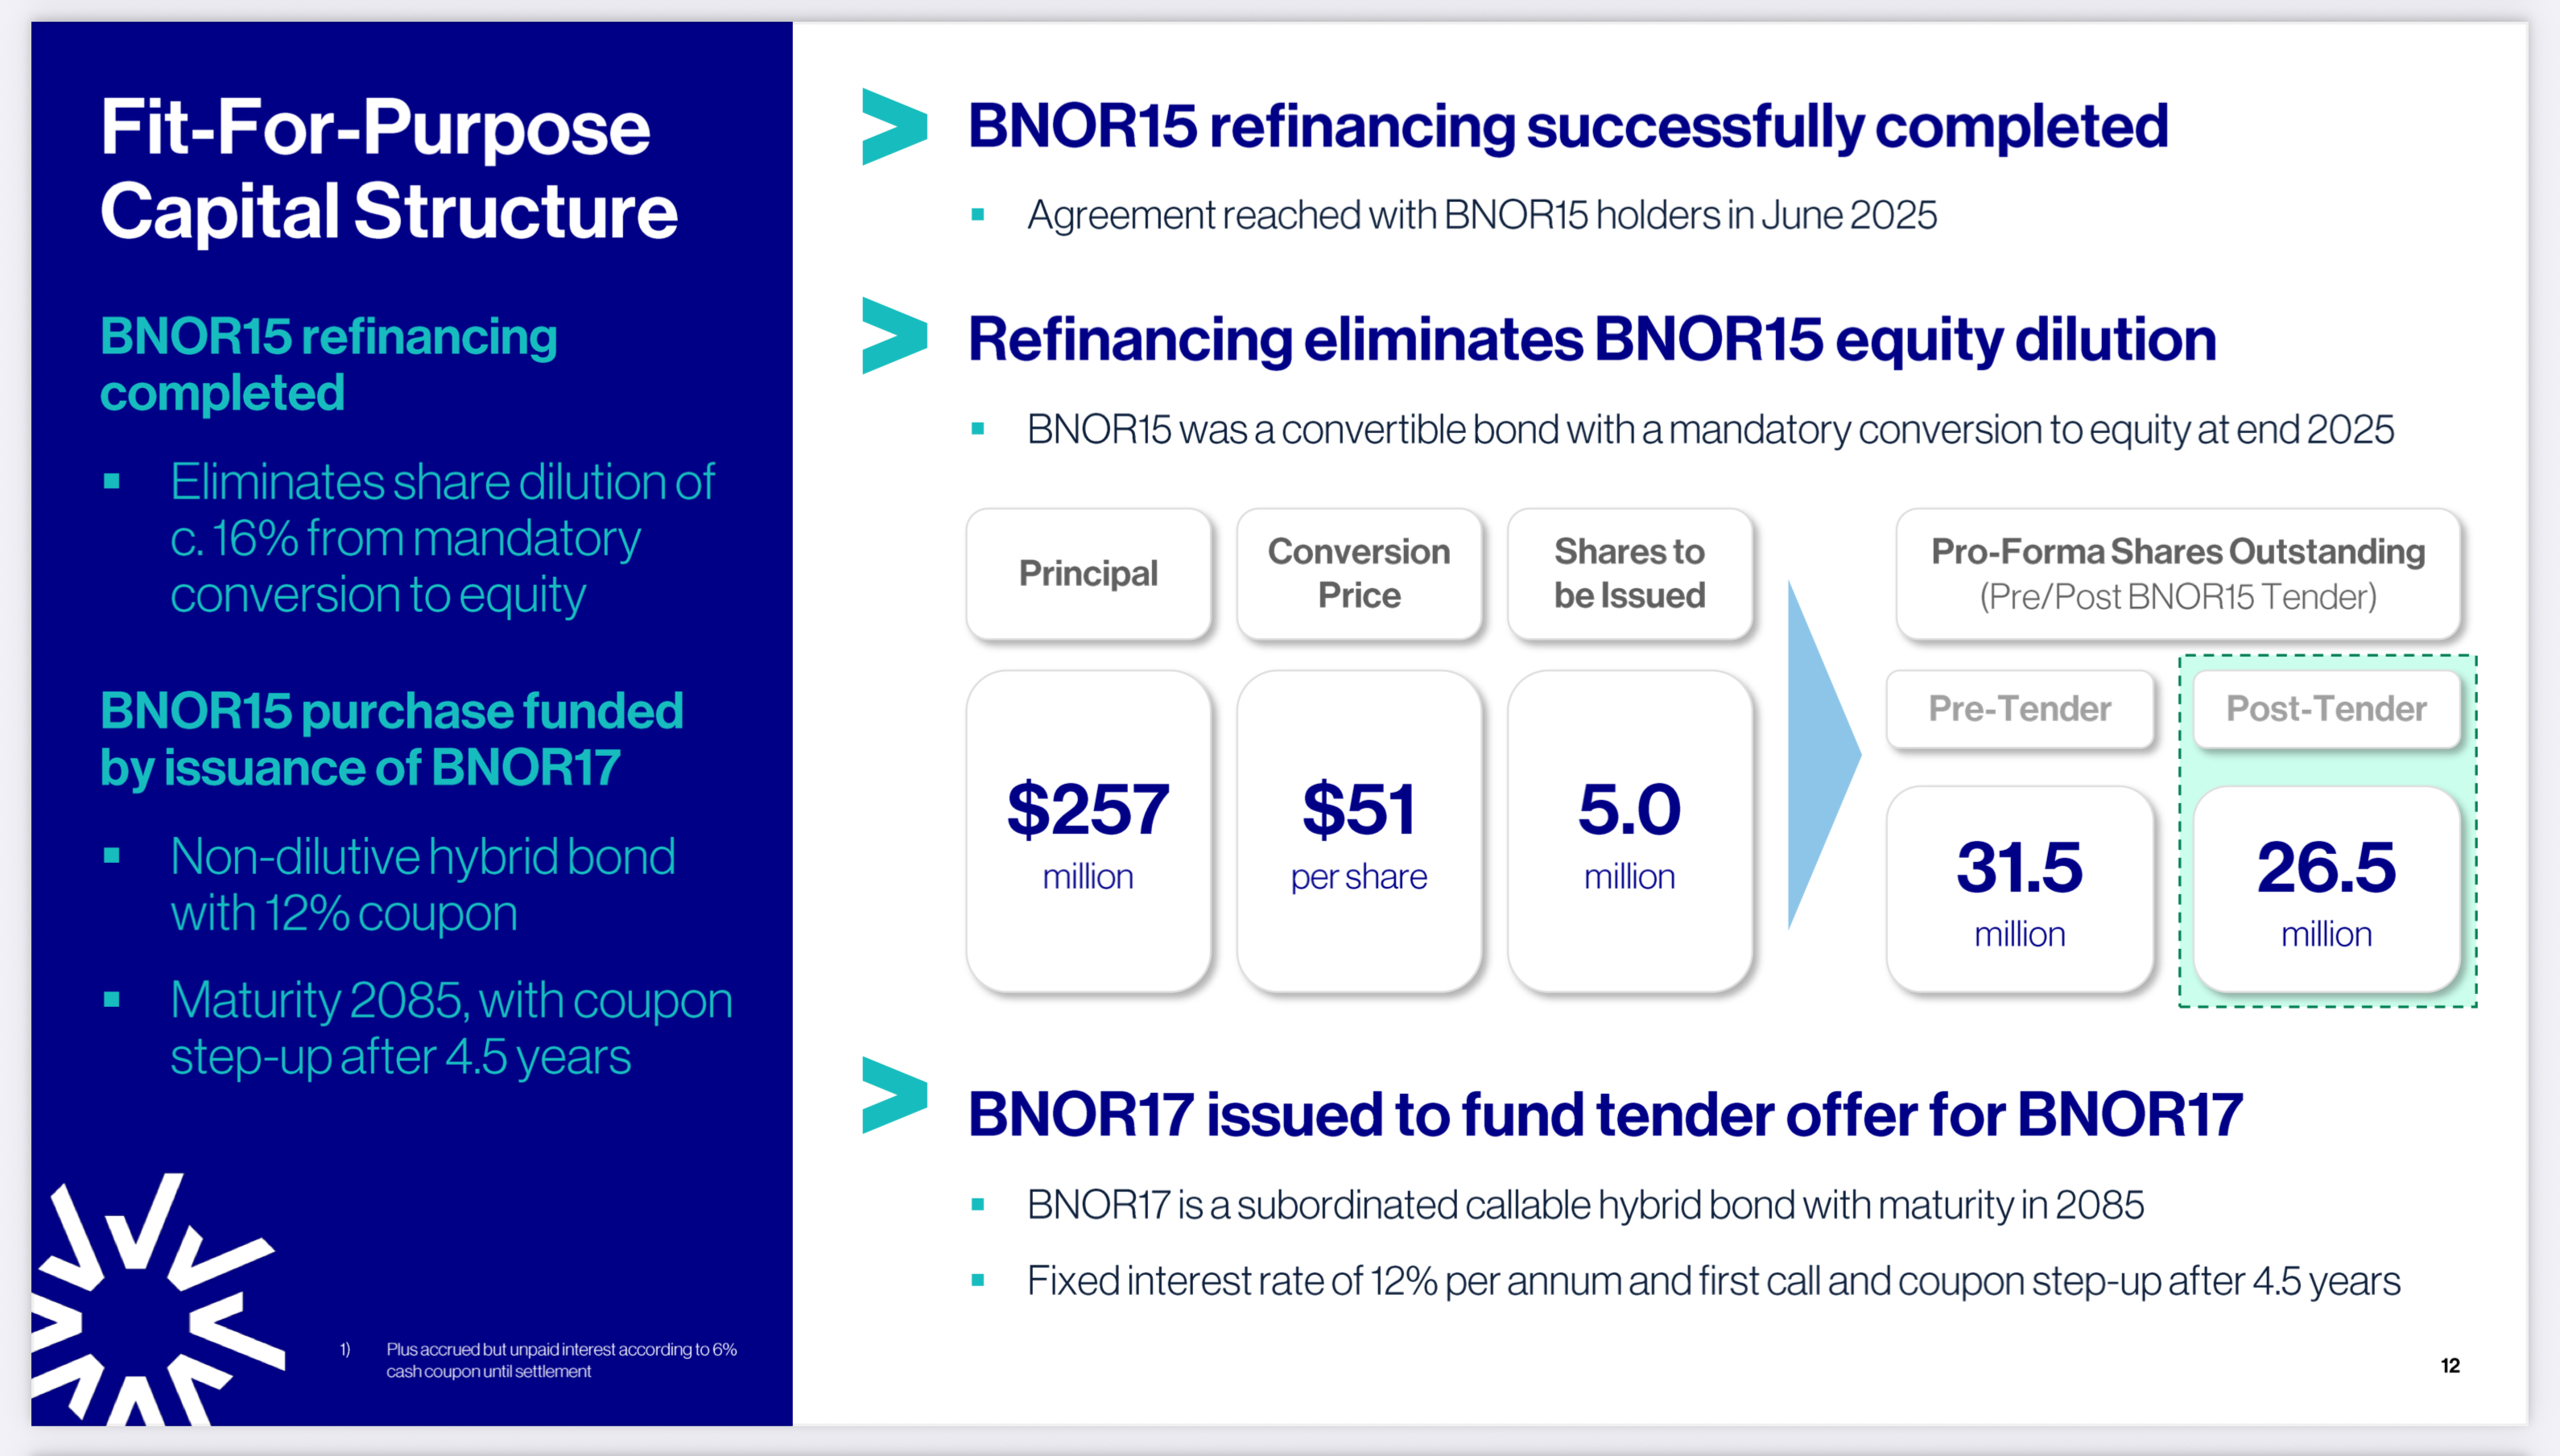 Fit-For-Purpose
Capital Structure
BNOR15 refinancing
completed
▪ Eliminates share dilution of
c. 16% from mandatory
conversion to equity
BNOR15 purchase funded
by issuance of BNOR17
▪ Non-dilutive hybrid bond
with 12% coupon
▪ Maturity 2085, with coupon
step-up after 4.5 years
1) Plus accrued but unpaid interest according to 6%
cash coupon until settlement
BNOR15 refinancing successfully completed
▪ Agreement reached with BNOR15 holders in June 2025
Refinancing eliminates BNOR15 equity dilution
▪ BNOR15 was a convertible bond with a mandatory conversion to equity at end 2025
Principal
$257
million
Conversion
Price
$51
per share
Shares to
be Issued
5.0
million
Pro-Forma Shares Outstanding
(Pre/Post BNOR15 Tender)
Pre-Tender
31.5
million
Post-Tender
26.5
million
BNOR17 issued to fund tender offer for BNOR17
▪ BNOR17 is a subordinated callable hybrid bond with maturity in 2085
▪ Fixed interest rate of 12% per annum and first call and coupon step-up after 4.5 years
12